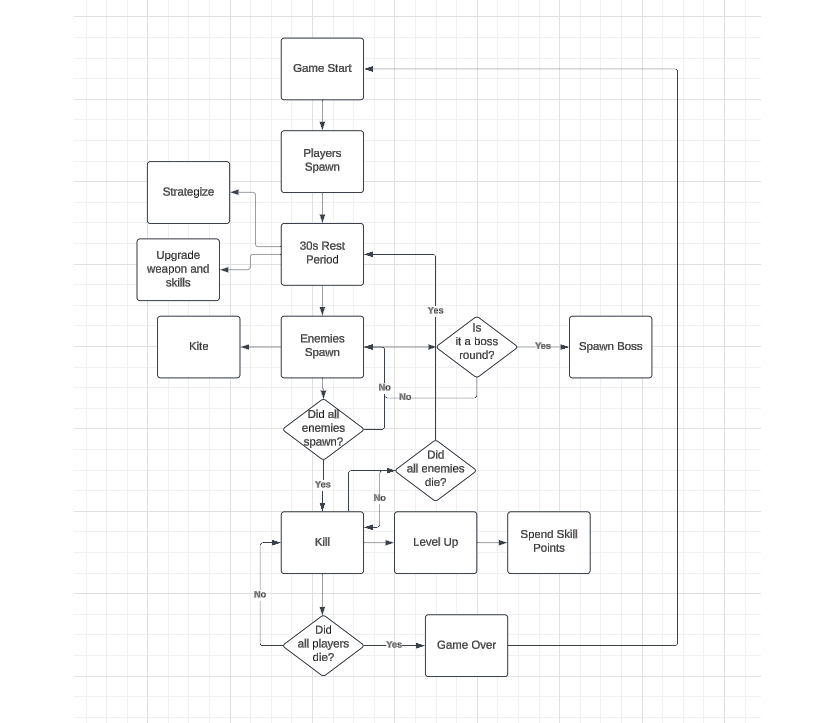 Game Start
Players
Spawn
Strategize
30s Rest
Period
Upgrade
weapon and
skills
Yes
Kite
Enemies
Spawn
Is
it a boss
round?
Yes
Spawn Boss
No
No
Did all
enemies
spawn?
Did
all enemies
die?
Yes
No
Kill
Level Up
Spend Skill
Points
No
Did
all players
die?
Yes
Game Over